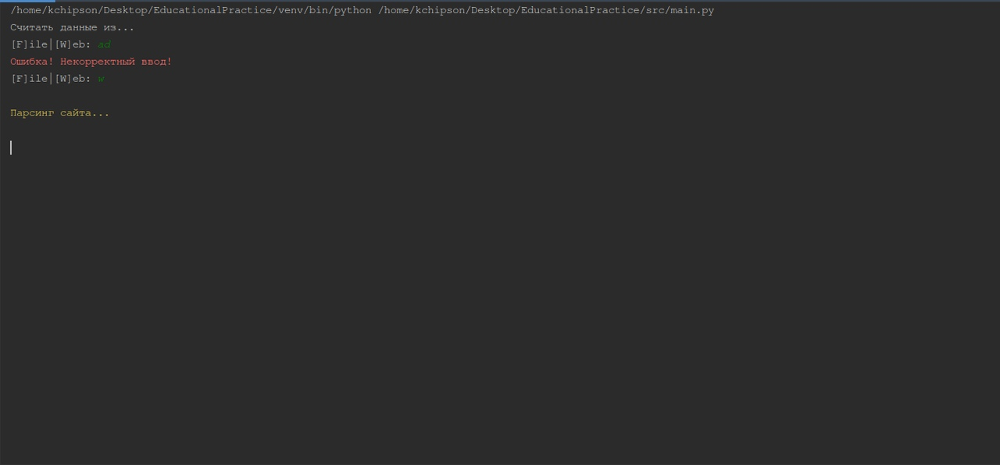 /home/kchipson/Desktop/EducationalPractice/venv/bin/python /home/kchipson/Desktop/EducationalPractice/src/main.py
Считать данные из...
[F]ile|[W]eb: ad
Ошибка! Некорректный ввод!
[F]ile|[W]eb: w
Парсинг сайта...